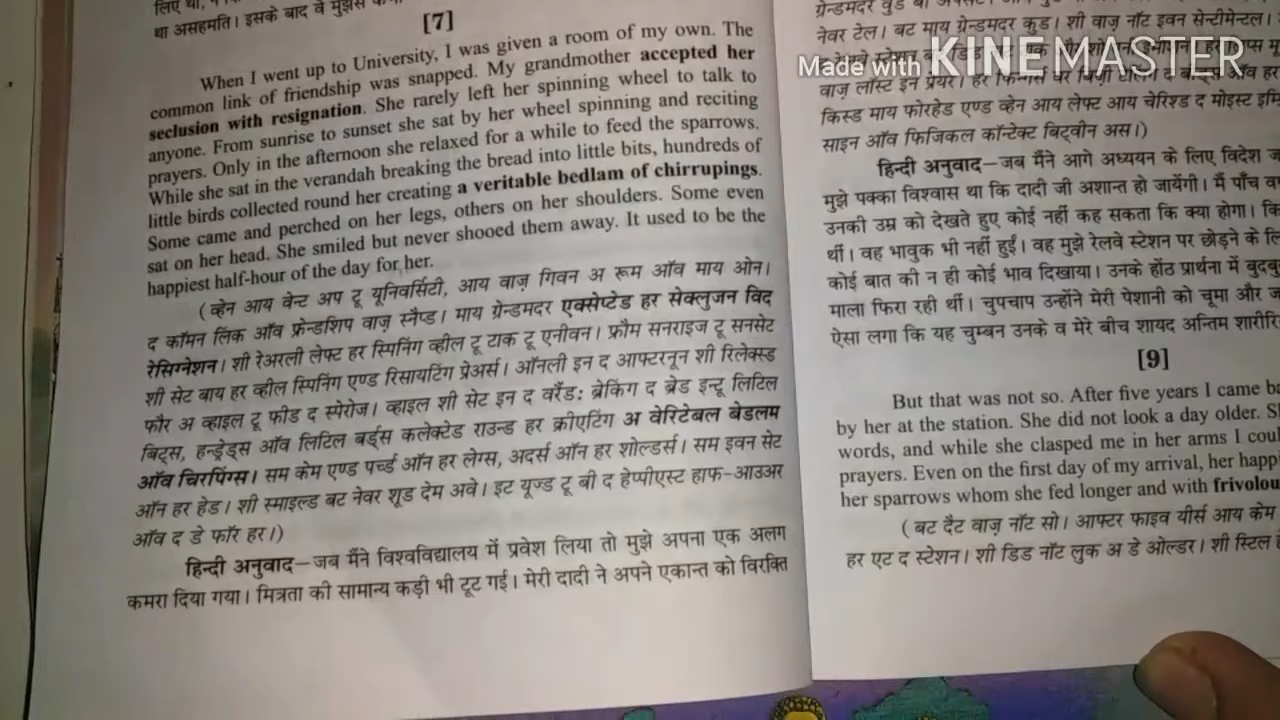 था असहमति। इसके बाद वे मुझसे
[7]
When I went up to University, I was given a room of my own. The
common link of friendship was snapped. My grandmother accepted her
seclusion with resignation. She rarely left her spinning wheel to talk to
anyone. From sunrise to sunset she sat by her wheel spinning and reciting
prayers. Only in the afternoon she relaxed for a while to feed the sparrows.
While she sat in the verandah breaking the bread into little bits, hundreds of
little birds collected round her creating a veritable bedlam of chirrupings.
Some came and perched on her legs, others on her shoulders. Some even
sat on her head. She smiled but never shooed them away. It used to be the
happiest half-hour of the day for her.
( व्हेन आय वेन्ट अप टू यूनिवर्सिटी, आय वाज़ गिवन अ रूम ऑव माय ओन।
द कॉमन लिंक ऑव फ्रेन्डशिप वाज़ स्नैप्ड। माय ग्रेन्डमदर एक्सेप्टेड हर सेक्लुजन विद
रेसिग्नेशन। शी रेअरली लेफ्ट हर स्पिनिंग व्हील टू टाक टू एनीवन। फ्रौम सनराइज टू सनसेट
शी सेट बाय हर व्हील स्पिनिंग एण्ड रिसायटिंग प्रेअर्स। ऑनली इन द आफ्टरनून शी रिलेक्स्ड
फौर अ व्हाइल टू फीड द स्पेरोज। व्हाइल शी सेट इन द वरैंडः ब्रेकिंग द ब्रेड इन्टू लिटिल
बिट्स, हन्ड्रेड्स ऑव लिटिल बर्ड्स कलेक्टेड राउन्ड हर क्रीएटिंग अ वेरिटेबल बेडलम
ऑव चिरपिंग्स। सम केम एण्ड पर्च्ड ऑन हर लेग्स, अदर्स ऑन हर शोल्डर्स। सम इवन सेट
ऑन हर हेड। शी स्माइल्ड बट नेवर शूड देम अवे। इट यूज्ड टू बी द हेप्पीएस्ट हाफ-आउअर
ऑव द डे फॉर हर।)
हिन्दी अनुवाद–जब मैंने विश्वविद्यालय में प्रवेश लिया तो मुझे अपना एक अलग
कमरा दिया गया। मित्रता की सामान्य कड़ी भी टूट गई। मेरी दादी ने अपने एकान्त को विरक्ति
ग्रेन्डमदर वुड बी अपसेट।
नेवर टेल। बट माय ग्रेन्डमदर कुड। शी वाज़ नॉट इवन सेन्टीमेन्टल।
Made with KINEMASTER
वाज़ लॉस्ट इन प्रेयर। हर
किस्ड माय फोरहेड एण्ड व्हेन आय लेफ्ट आय चेरिश्ड द मोइस्ट
साइन ऑव फिजिकल कॉन्टेक्ट बिट्वीन अस।)
हिन्दी अनुवाद–जब मैंने आगे अध्ययन के लिए विदेश
मुझे पक्का विश्वास था कि दादी जी अशान्त हो जायेंगी। मैं पाँच
उनकी उम्र को देखते हुए कोई नहीं कह सकता कि क्या होगा।
थीं। वह भावुक भी नहीं हुईं। वह मुझे रेलवे स्टेशन पर छोड़ने के
कोई बात की न ही कोई भाव दिखाया। उनके होंठ प्रार्थना में
माला फिरा रही थीं। चुपचाप उन्होंने मेरी पेशानी को चूमा और
ऐसा लगा कि यह चुम्बन उनके व मेरे बीच शायद अन्तिम
[9]
But that was not so. After five years I came
by her at the station. She did not look a day older.
words, and while she clasped me in her arms I
prayers. Even on the first day of my arrival, her
her sparrows whom she fed longer and with
( बट दैट वाज़ नॉट सो। आफ्टर फाइव यीर्स आय केम
हर एट द स्टेशन। शी डिड नॉट लुक अ डे ओल्डर। शी स्टिल